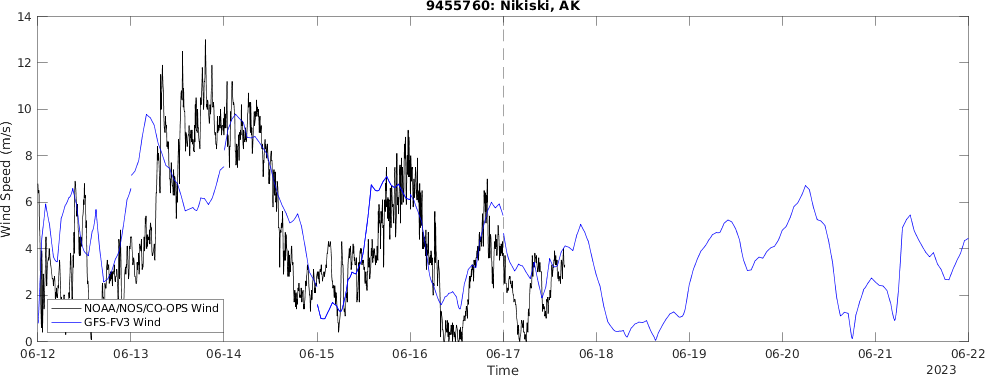 9455760: Nikiski, AK
Wind Speed (m/s)
14
12
10
8
6
4
2
0
NOAA/NOS/CO-OPS Wind
GFS-FV3 Wind
06-12 06-13 06-14 06-15 06-16 06-17 06-18 06-19 06-20 06-21 06-22
Time
2023